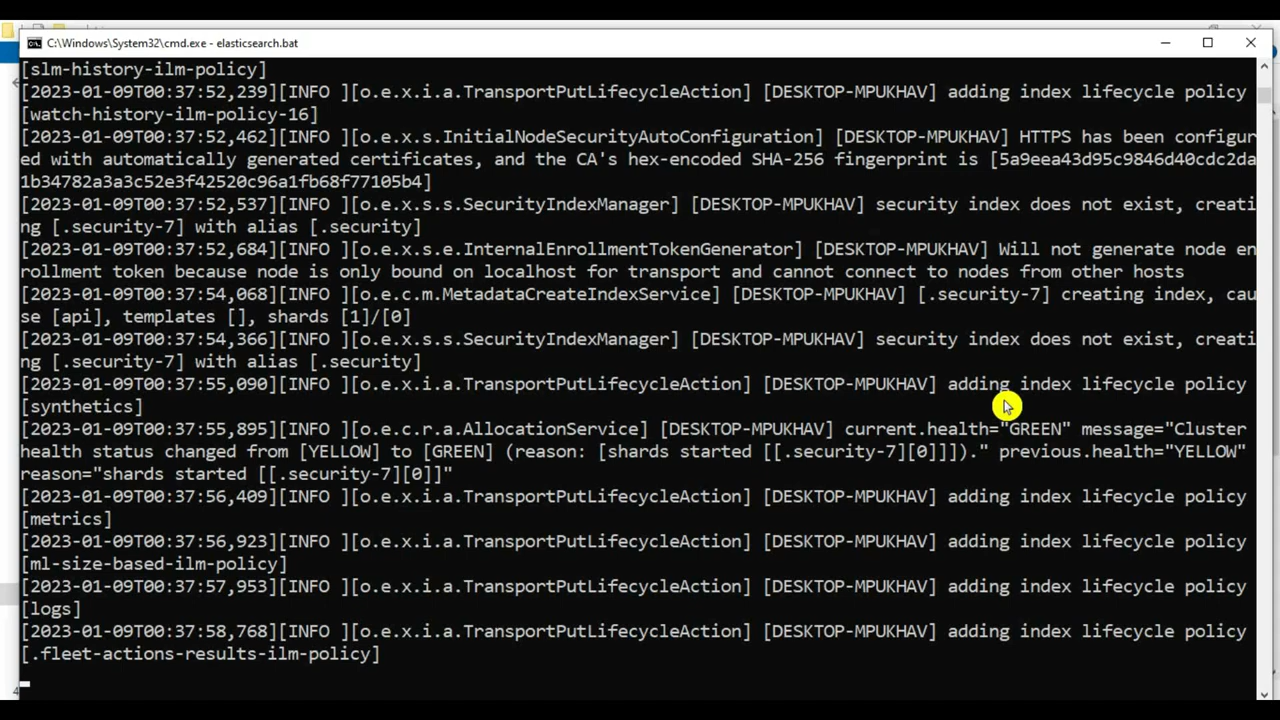 C:\Windows\System32\cmd.exe - elasticsearch.bat
[slm-history-ilm-policy]
[2023-01-09T00:37:52,239][INFO ][o.e.x.i.a.TransportPutLifecycleAction] [DESKTOP-MPUKHAV] adding index lifecycle policy
[watch-history-ilm-policy-16]
[2023-01-09T00:37:52,462][INFO ][o.e.x.s.InitialNodeSecurityAutoConfiguration] [DESKTOP-MPUKHAV] HTTPS has been configur
ed with automatically generated certificates, and the CA's hex-encoded SHA-256 fingerprint is [5a9eea43d95c9846d40cdc2da
1b34782a3a3c52e3f42520c96a1fb68f77105b4]
[2023-01-09T00:37:52,537][INFO ][o.e.x.s.s.SecurityIndexManager] [DESKTOP-MPUKHAV] security index does not exist, creati
ng [.security-7] with alias [.security]
[2023-01-09T00:37:52,684][INFO ][o.e.x.s.e.InternalEnrollmentTokenGenerator] [DESKTOP-MPUKHAV] Will not generate node en
rollment token because node is only bound on localhost for transport and cannot connect to nodes from other hosts
[2023-01-09T00:37:54,068][INFO ][o.e.c.m.MetadataCreateIndexService] [DESKTOP-MPUKHAV] [.security-7] creating index, cau
se [api], templates [], shards [1]/[0]
[2023-01-09T00:37:54,366][INFO ][o.e.x.s.s.SecurityIndexManager] [DESKTOP-MPUKHAV] security index does not exist, creati
ng [.security-7] with alias [.security]
[2023-01-09T00:37:55,090][INFO ][o.e.x.i.a.TransportPutLifecycleAction] [DESKTOP-MPUKHAV] adding index lifecycle policy
[synthetics]
[2023-01-09T00:37:55,895][INFO ][o.e.c.r.a.AllocationService] [DESKTOP-MPUKHAV] current.health="GREEN" message="Cluster
health status changed from [YELLOW] to [GREEN] (reason: [shards started [[.security-7][0]]])." previous.health="YELLOW"
reason="shards started [[.security-7][0]]"
[2023-01-09T00:37:56,409][INFO ][o.e.x.i.a.TransportPutLifecycleAction] [DESKTOP-MPUKHAV] adding index lifecycle policy
[metrics]
[2023-01-09T00:37:56,923][INFO ][o.e.x.i.a.TransportPutLifecycleAction] [DESKTOP-MPUKHAV] adding index lifecycle policy
[ml-size-based-ilm-policy]
[2023-01-09T00:37:57,953][INFO ][o.e.x.i.a.TransportPutLifecycleAction] [DESKTOP-MPUKHAV] adding index lifecycle policy
[logs]
[2023-01-09T00:37:58,768][INFO ][o.e.x.i.a.TransportPutLifecycleAction] [DESKTOP-MPUKHAV] adding index lifecycle policy
[.fleet-actions-results-ilm-policy]